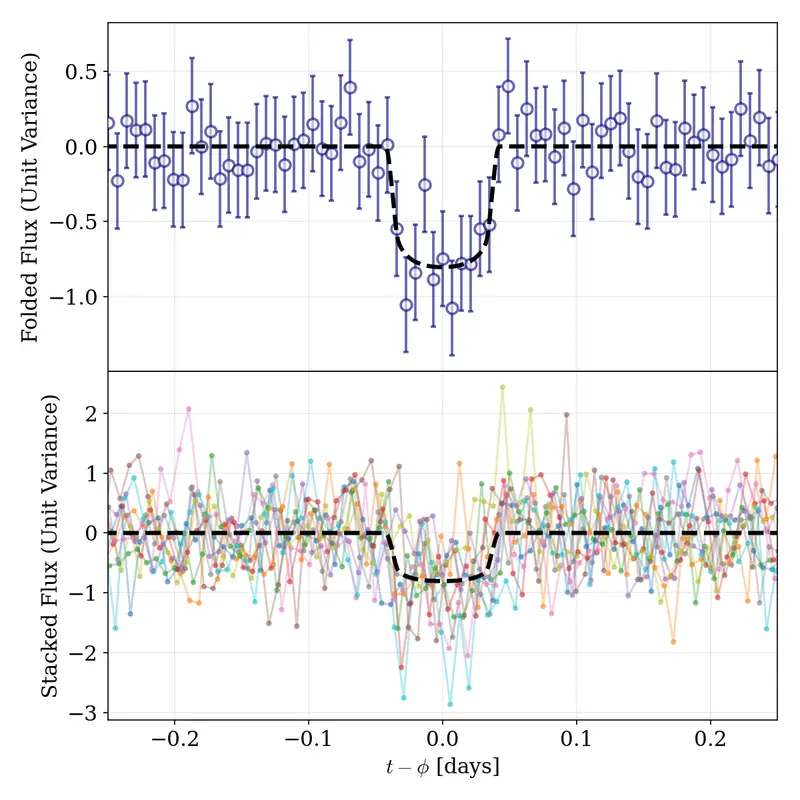 Folded Flux (Unit Variance)
0.5
0.0
−0.5
−1.0
Stacked Flux (Unit Variance)
2
1
0
−1
−2
−3
−0.2 −0.1 0.0 0.1 0.2
t − ϕ [days]